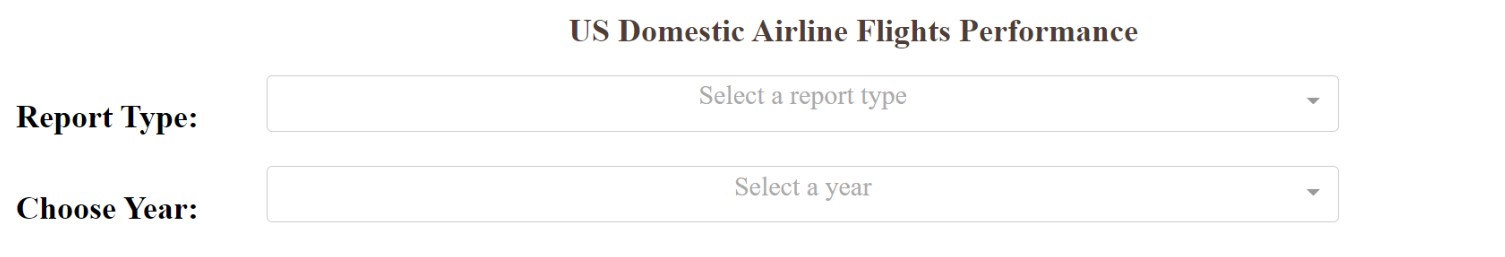 US Domestic Airline Flights Performance
Report Type:
Select a report type
Choose Year:
Select a year